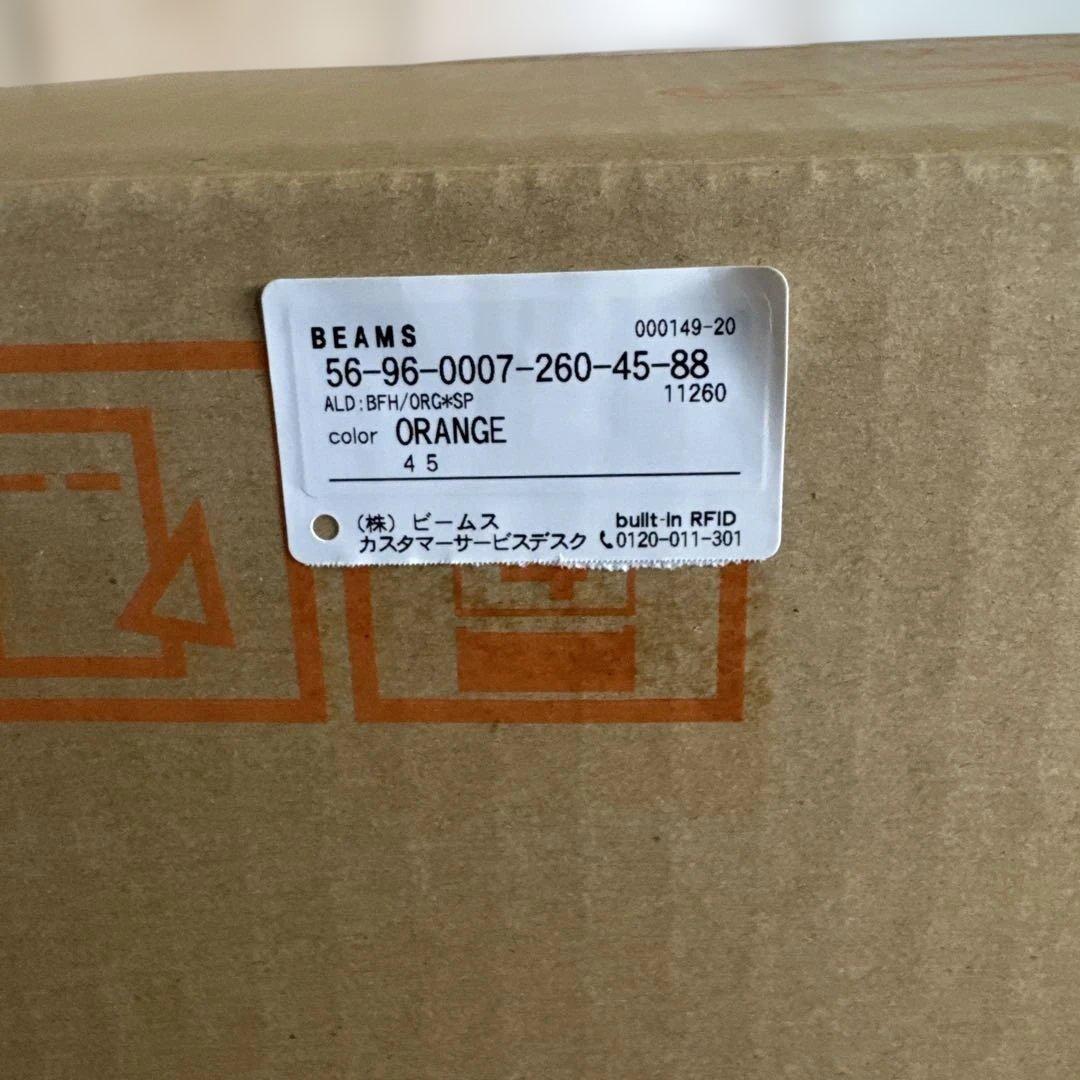 BEAMS 000149-20
56-96-0007-260-45-88
ALD:BFH/ORG*SP 11260
color ORANGE
45
(株) ビームス built-in RFID
カスタマーサービスデスク 0120-011-301